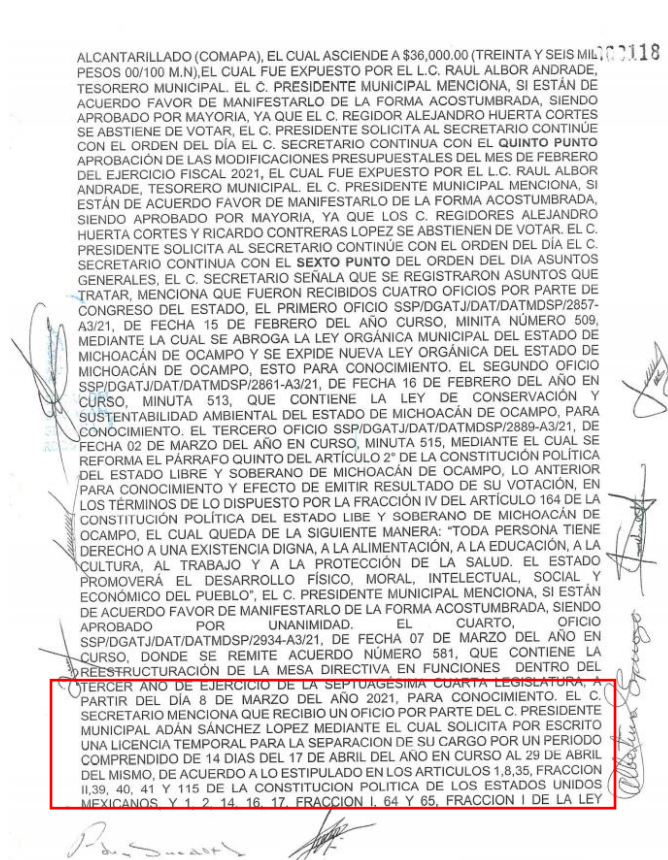 118
ALCANTARILLADO (COMAPA), EL CUAL ASCIENDE A $36,000.00 (TREINTA Y SEIS MIL
PESOS 00/100 M.N),EL CUAL FUE EXPUESTO POR EL L.C. RAUL ALBOR ANDRADE,
TESORERO MUNICIPAL. EL C. PRESIDENTE MUNICIPAL MENCIONA, SI ESTÁN DE
ACUERDO FAVOR DE MANIFESTARLO DE LA FORMA ACOSTUMBRADA, SIENDO
APROBADO POR MAYORIA, YA QUE EL C. REGIDOR ALEJANDRO HUERTA CORTES
SE ABSTIENE DE VOTAR, EL C. PRESIDENTE SOLICITA AL SECRETARIO CONTINÚE
CON EL ORDEN DEL DÍA EL C. SECRETARIO CONTINUA CON EL QUINTO PUNTO
APROBACIÓN DE LAS MODIFICACIONES PRESUPUESTALES DEL MES DE FEBRERO
DEL EJERCICIO FISCAL 2021, EL CUAL FUE EXPUESTO POR EL L.C. RAUL ALBOR
ANDRADE, TESORERO MUNICIPAL. EL C. PRESIDENTE MUNICIPAL MENCIONA, SI
ESTÁN DE ACUERDO FAVOR DE MANIFESTARLO DE LA FORMA ACOSTUMBRADA,
SIENDO APROBADO POR MAYORIA, YA QUE LOS C. REGIDORES ALEJANDRO
HUERTA CORTES Y RICARDO CONTRERAS LOPEZ SE ABSTIENEN DE VOTAR. EL C.
PRESIDENTE SOLICITA AL SECRETARIO CONTINÚE CON EL ORDEN DEL DÍA EL C.
SECRETARIO CONTINUA CON EL SEXTO PUNTO DEL ORDEN DEL DIA ASUNTOS
GENERALES, EL C. SECRETARIO SEÑALA QUE SE REGISTRARON ASUNTOS QUE
TRATAR, MENCIONA QUE FUERON RECIBIDOS CUATRO OFICIOS POR PARTE DE
CONGRESO DEL ESTADO, EL PRIMERO OFICIO SSP/DGATJ/DAT/DATMDSP/2857-
A3/21, DE FECHA 15 DE FEBRERO DEL AÑO CURSO, MINITA NÚMERO 509,
MEDIANTE LA CUAL SE ABROGA LA LEY ORGÁNICA MUNICIPAL DEL ESTADO DE
MICHOACÁN DE OCAMPO Y SE EXPIDE NUEVA LEY ORGÁNICA DEL ESTADO DE
MICHOACÁN DE OCAMPO, ESTO PARA CONOCIMIENTO. EL SEGUNDO OFICIO
SSP/DGATJ/DAT/DATMDSP/2861-A3/21, DE FECHA 16 DE FEBRERO DEL AÑO EN
CURSO, MINUTA 513, QUE CONTIENE LA LEY DE CONSERVACIÓN Y
SUSTENTABILIDAD AMBIENTAL DEL ESTADO DE MICHOACÁN DE OCAMPO, PARA
CONOCIMIENTO. EL TERCERO OFICIO SSP/DGATJ/DAT/DATMDSP/2889-A3/21, DE
FECHA 02 DE MARZO DEL AÑO EN CURSO, MINUTA 515, MEDIANTE EL CUAL SE
REFORMA EL PÁRRAFO QUINTO DEL ARTÍCULO 2° DE LA CONSTITUCIÓN POLÍTICA
DEL ESTADO LIBRE Y SOBERANO DE MICHOACÁN DE OCAMPO, LO ANTERIOR
PARA CONOCIMIENTO Y EFECTO DE EMITIR RESULTADO DE SU VOTACIÓN, EN
LOS TÉRMINOS DE LO DISPUESTO POR LA FRACCIÓN IV DEL ARTÍCULO 164 DE LA
CONSTITUCIÓN POLÍTICA DEL ESTADO LIBE Y SOBERANO DE MICHOACÁN DE
OCAMPO, EL CUAL QUEDA DE LA SIGUIENTE MANERA: “TODA PERSONA TIENE
DERECHO A UNA EXISTENCIA DIGNA, A LA ALIMENTACIÓN, A LA EDUCACIÓN, A LA
CULTURA, AL TRABAJO Y A LA PROTECCIÓN DE LA SALUD. EL ESTADO
PROMOVERÁ EL DESARROLLO FÍSICO, MORAL, INTELECTUAL, SOCIAL Y
ECONÓMICO DEL PUEBLO”, EL C. PRESIDENTE MUNICIPAL MENCIONA, SI ESTÁN
DE ACUERDO FAVOR DE MANIFESTARLO DE LA FORMA ACOSTUMBRADA, SIENDO
APROBADO POR UNANIMIDAD. EL CUARTO, OFICIO
SSP/DGATJ/DAT/DATMDSP/2934-A3/21, DE FECHA 07 DE MARZO DEL AÑO EN
CURSO, DONDE SE REMITE ACUERDO NÚMERO 581, QUE CONTIENE LA
REESTRUCTURACIÓN DE LA MESA DIRECTIVA EN FUNCIONES DENTRO DEL
TERCER AÑO DE EJERCICIO DE LA SEPTUAGÉSIMA CUARTA LEGISLATURA, A
PARTIR DEL DÍA 8 DE MARZO DEL AÑO 2021, PARA CONOCIMIENTO. EL C.
SECRETARIO MENCIONA QUE RECIBIO UN OFICIO POR PARTE DEL C. PRESIDENTE
MUNICIPAL ADÁN SÁNCHEZ LOPEZ MEDIANTE EL CUAL SOLICITA POR ESCRITO
UNA LICENCIA TEMPORAL PARA LA SEPARACION DE SU CARGO POR UN PERIODO
COMPRENDIDO DE 14 DIAS DEL 17 DE ABRIL DEL AÑO EN CURSO AL 29 DE ABRIL
DEL MISMO, DE ACUERDO A LO ESTIPULADO EN LOS ARTICULOS 1,8,35, FRACCION
II,39, 40, 41 Y 115 DE LA CONSTITUCION POLITICA DE LOS ESTADOS UNIDOS
MEXICANOS, Y 1, 2, 14, 16, 17, FRACCION I, 64 Y 65, FRACCION I DE LA LEY